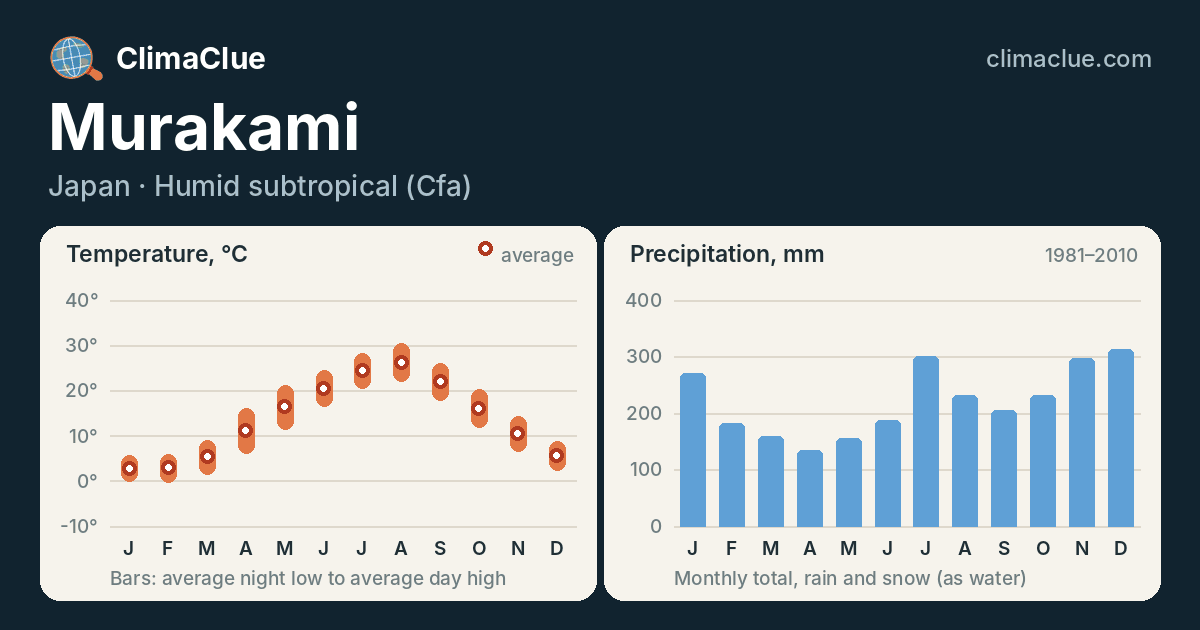 ClimaClue
climaclue.com
Murakami
Japan · Humid subtropical (Cfa)
Temperature, °C
average
40°
30°
20°
10°
0°
-10°
J F M A M J J A S O N D
Bars: average night low to average day high
Precipitation, mm
1981–2010
400
300
200
100
0
J F M A M J J A S O N D
Monthly total, rain and snow (as water)